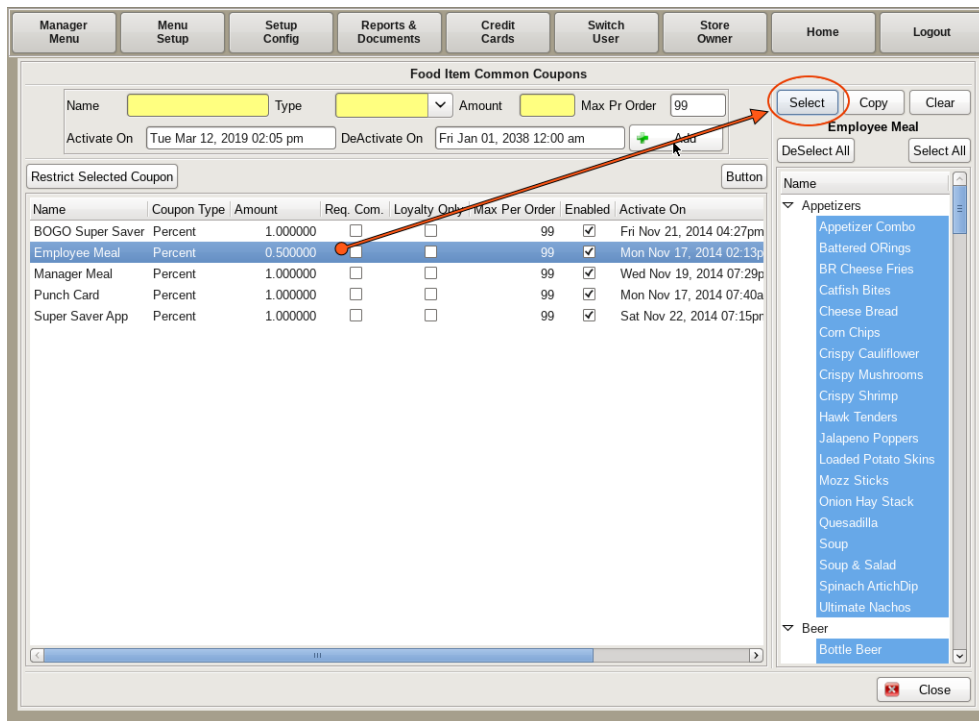 Manager Menu Menu Setup Setup Config Reports & Documents Credit Cards Switch User Store Owner Home Logout
Food Item Common Coupons
Name Type Amount Max Pr Order 99 Select Copy Clear
Activate On Tue Mar 12, 2019 02:05 pm DeActivate On Fri Jan 01, 2038 12:00 am Add
Employee Meal
DeSelect All Select All
Restrict Selected Coupon Button
Name Coupon Type Amount Req. Com. Loyalty Only Max Per Order Enabled Activate On
BOGO Super Saver Percent 1.000000 99 Fri Nov 21, 2014 04:27pm
Employee Meal Percent 0.500000 99 Mon Nov 17, 2014 02:13p
Manager Meal Percent 1.000000 99 Wed Nov 19, 2014 07:29p
Punch Card Percent 1.000000 99 Mon Nov 17, 2014 07:40a
Super Saver App Percent 1.000000 99 Sat Nov 22, 2014 07:15pr
Name
Appetizers
Appetizer Combo
Battered ORings
BR Cheese Fries
Catfish Bites
Cheese Bread
Corn Chips
Crispy Cauliflower
Crispy Mushrooms
Crispy Shrimp
Hawk Tenders
Jalapeno Poppers
Loaded Potato Skins
Mozz Sticks
Onion Hay Stack
Quesadilla
Soup
Soup & Salad
Spinach ArtichDip
Ultimate Nachos
Beer
Bottle Beer
Close